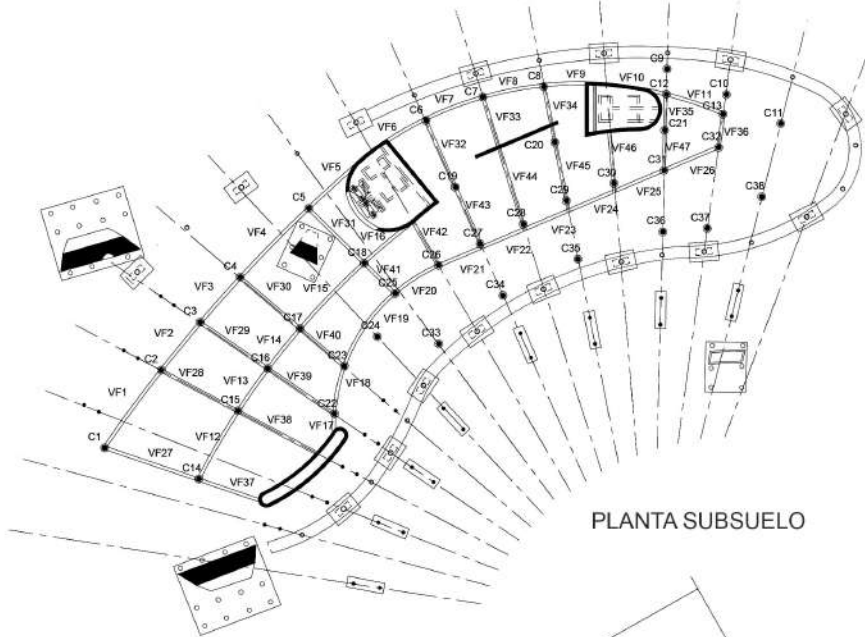 C9
C8 VF9 VF10 C12
VF8 VF11 C10
C7 C13
VF7 VF34 VF35
C6 VF33 C21 C11
VF6 C32 VF36
VF32 C20 VF47
VF5 VF46
C19 VF44 VF45 C31
C30 VF25 VF26
C5 VF31 VF43 C29 VF24 C38
VF16 VF42 C28
VF4 C27 VF22 VF23 C36 C37
C18 C26 VF21
C4 VF41 C35
VF3 VF30 VF15 C25 VF20 C34
C3 C17 VF19
VF2 VF29 VF14 VF40 C24 C33
C2 C16 C23
VF28 VF13 VF39 VF18
VF1 C15 C22
VF38 VF17
C1 VF12
VF27 C14
VF37
PLANTA SUBSUELO